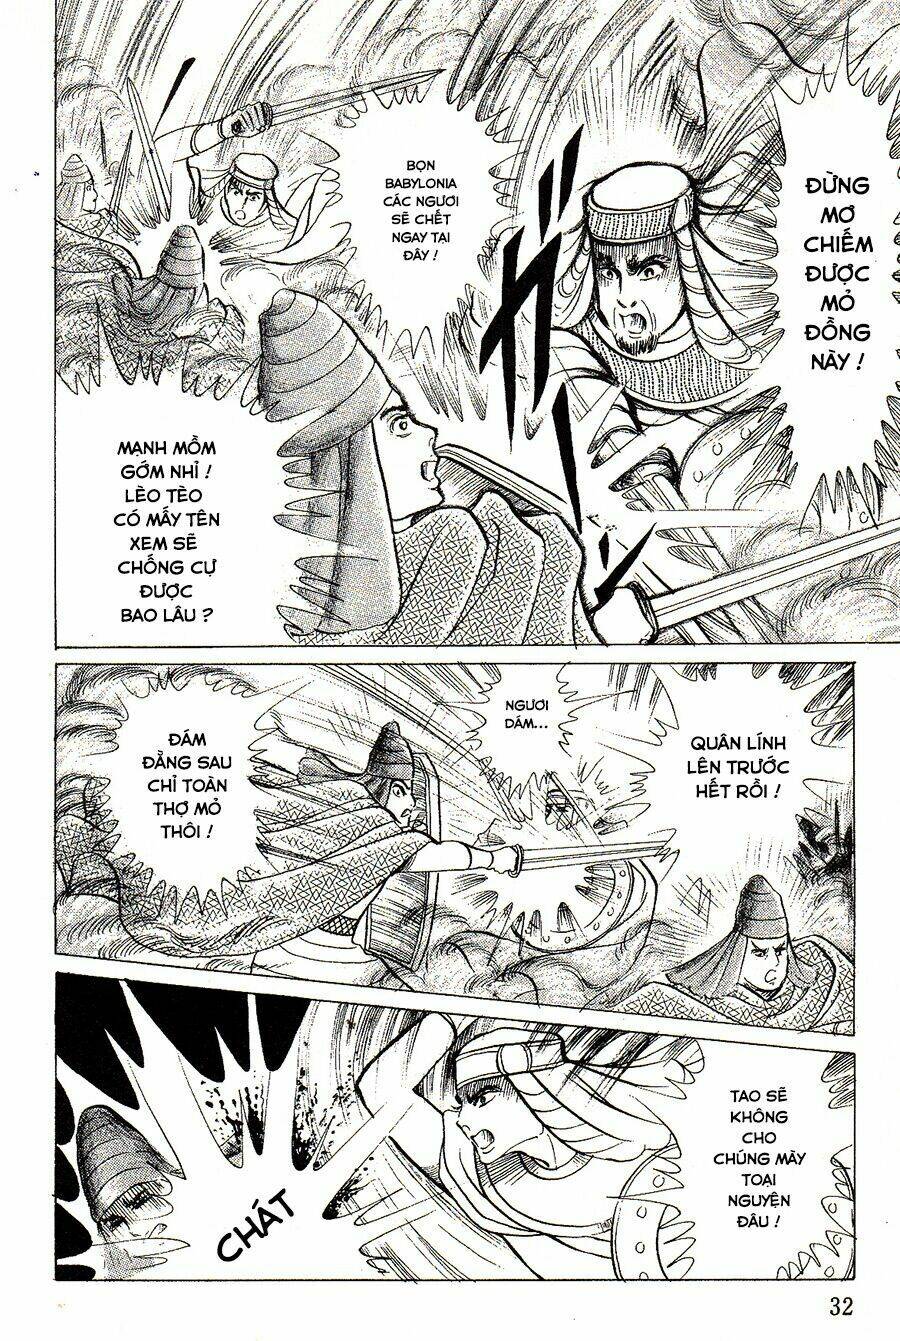 ĐỪNG
MƠ
CHIẾM
ĐƯỢC
MỎ
ĐỒNG
NÀY !
BỌN
BABYLONIA
CÁC NGƯƠI
SẼ CHẾT
NGAY TẠI
ĐÂY !
MẠNH MỒM
GỚM NHỈ !
LÈO TÈO
CÓ MẤY TÊN
XEM SẼ
CHỐNG CỰ
ĐƯỢC
BAO LÂU ?
QUÂN LÍNH
LÊN TRƯỚC
HẾT RỒI !
NGƯƠI
DÁM...
ĐÁM
ĐẰNG SAU
CHỈ TOÀN
THỢ MỎ
THÔI !
TAO SẼ
KHÔNG
CHO
CHÚNG MÀY
TOẠI
NGUYỆN
ĐÂU !
CHÁT
32